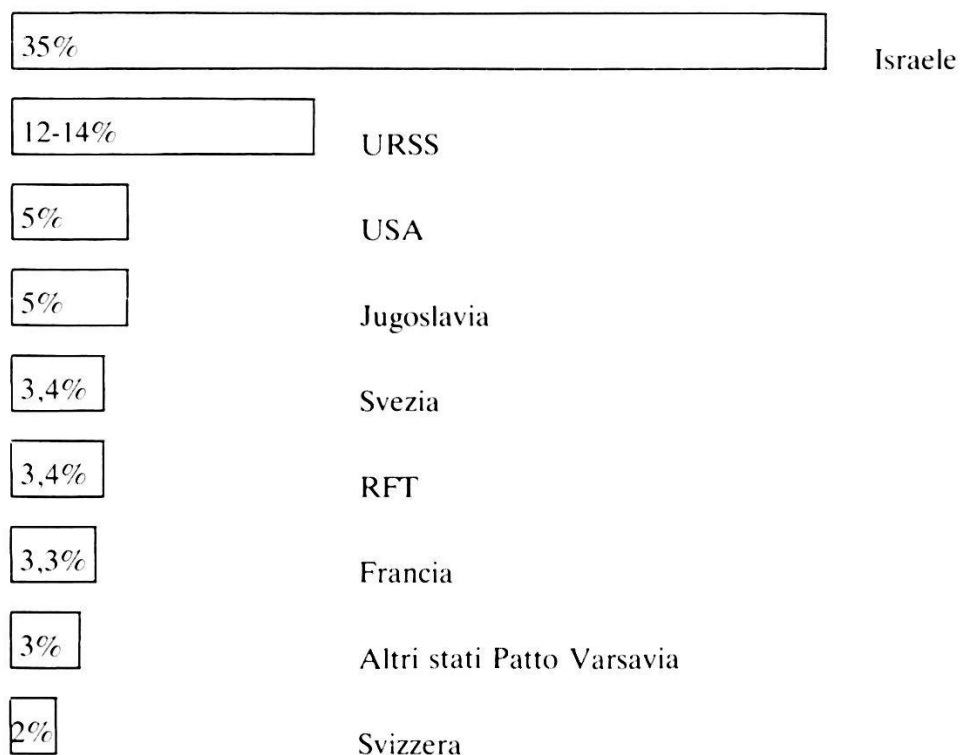 35% Israele
12-14% URSS
5% USA
5% Jugoslavia
3,4% Svezia
3,4% RFT
3,3% Francia
3% Altri stati Patto Varsavia
2% Svizzera